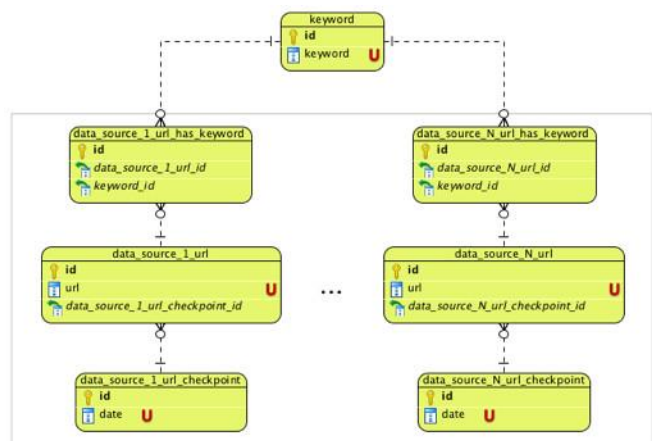 keyword
id
keyword U
data_source_1_url_has_keyword
id
data_source_1_url_id
keyword_id
data_source_N_url_has_keyword
id
data_source_N_url_id
keyword_id
data_source_1_url
id
url U
data_source_1_url_checkpoint_id
...
data_source_N_url
id
url U
data_source_N_url_checkpoint_id
data_source_1_url_checkpoint
id
date U
data_source_N_url_checkpoint
id
date U